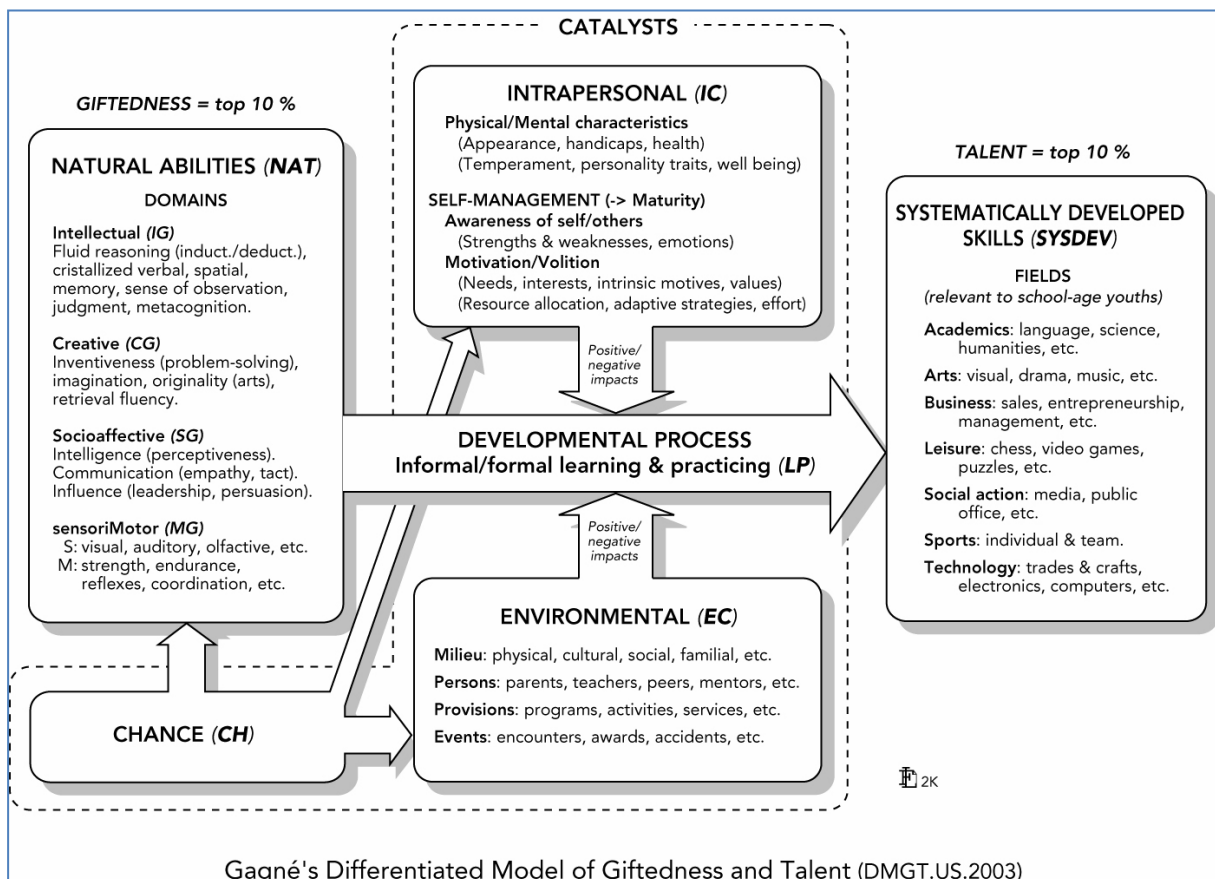 CATALYSTS
GIFTEDNESS = top 10 %
NATURAL ABILITIES (NAT)
DOMAINS
Intellectual (IG)
Fluid reasoning (induct./deduct.),
cristallized verbal, spatial,
memory, sense of observation,
judgment, metacognition.
Creative (CG)
Inventiveness (problem-solving),
imagination, originality (arts),
retrieval fluency.
Socioaffective (SG)
Intelligence (perceptiveness).
Communication (empathy, tact).
Influence (leadership, persuasion).
sensoriMotor (MG)
S: visual, auditory, olfactive, etc.
M: strength, endurance,
reflexes, coordination, etc.
CHANCE (CH)
INTRAPERSONAL (IC)
Physical/Mental characteristics
(Appearance, handicaps, health)
(Temperament, personality traits, well being)
SELF-MANAGEMENT (-> Maturity)
Awareness of self/others
(Strengths & weaknesses, emotions)
Motivation/Volition
(Needs, interests, intrinsic motives, values)
(Resource allocation, adaptive strategies, effort)
Positive/
negative
impacts
DEVELOPMENTAL PROCESS
Informal/formal learning & practicing (LP)
Positive/
negative
impacts
ENVIRONMENTAL (EC)
Milieu: physical, cultural, social, familial, etc.
Persons: parents, teachers, peers, mentors, etc.
Provisions: programs, activities, services, etc.
Events: encounters, awards, accidents, etc.
TALENT = top 10 %
SYSTEMATICALLY DEVELOPED
SKILLS (SYSDEV)
FIELDS
(relevant to school-age youths)
Academics: language, science,
humanities, etc.
Arts: visual, drama, music, etc.
Business: sales, entrepreneurship,
management, etc.
Leisure: chess, video games,
puzzles, etc.
Social action: media, public
office, etc.
Sports: individual & team.
Technology: trades & crafts,
electronics, computers, etc.
2K
Gagné's Differentiated Model of Giftedness and Talent (DMGT.US.2003)